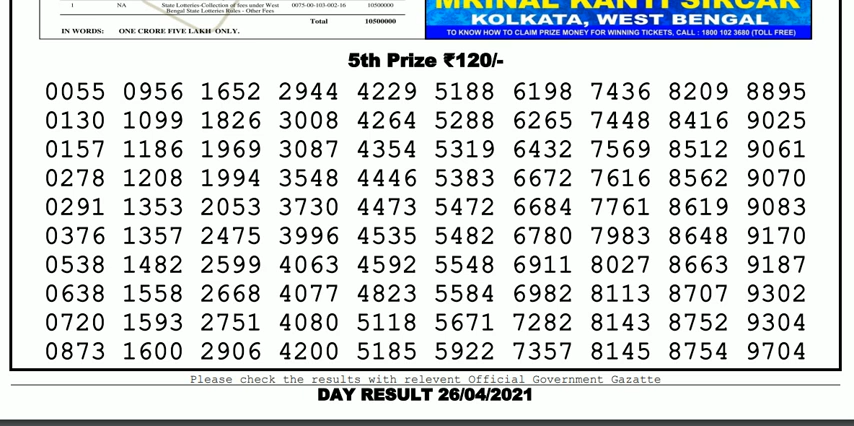 1 NA State Lotteries-Collection of fees under West 0075-00-103-002-16 10500000
Bengal State Lotteries Rules - Other Fees
Total 10500000
IN WORDS: ONE CRORE FIVE LAKH ONLY.
MRINAL KANTI SIRCAR
KOLKATA, WEST BENGAL
TO KNOW HOW TO CLAIM PRIZE MONEY FOR WINNING TICKETS, CALL : 1800 102 3680 (TOLL FREE)
5th Prize ₹120/-
0055 0956 1652 2944 4229 5188 6198 7436 8209 8895
0130 1099 1826 3008 4264 5288 6265 7448 8416 9025
0157 1186 1969 3087 4354 5319 6432 7569 8512 9061
0278 1208 1994 3548 4446 5383 6672 7616 8562 9070
0291 1353 2053 3730 4473 5472 6684 7761 8619 9083
0376 1357 2475 3996 4535 5482 6780 7983 8648 9170
0538 1482 2599 4063 4592 5548 6911 8027 8663 9187
0638 1558 2668 4077 4823 5584 6982 8113 8707 9302
0720 1593 2751 4080 5118 5671 7282 8143 8752 9304
0873 1600 2906 4200 5185 5922 7357 8145 8754 9704
Please check the results with relevent Official Government Gazatte
DAY RESULT 26/04/2021